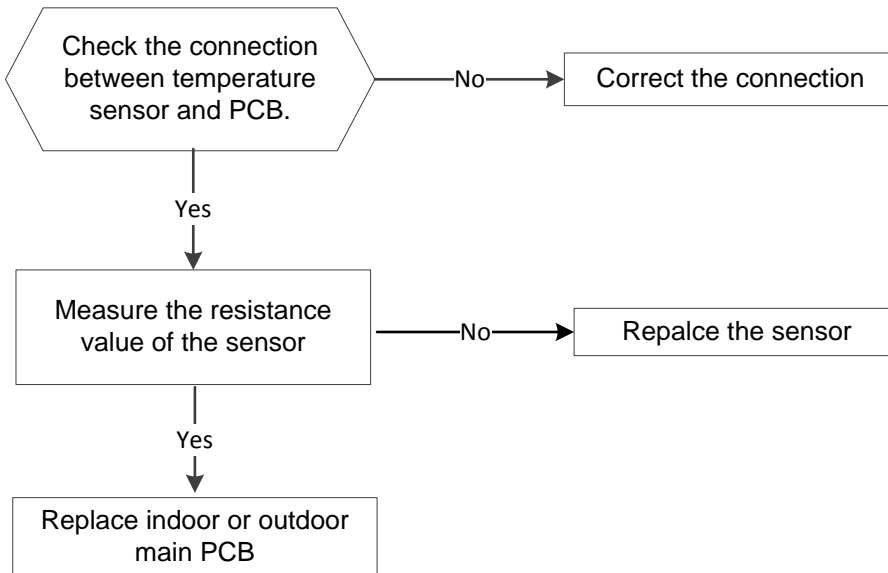 Check the connection
between temperature
sensor and PCB.
No
Correct the connection
Yes
Measure the resistance
value of the sensor
No
Repalce the sensor
Yes
Replace indoor or outdoor
main PCB